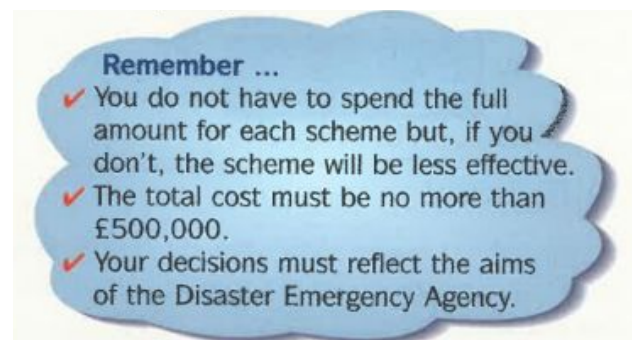 Remember ...
✔ You do not have to spend the full
amount for each scheme but, if you
don't, the scheme will be less effective.
✔ The total cost must be no more than
£500,000.
✔ Your decisions must reflect the aims
of the Disaster Emergency Agency.